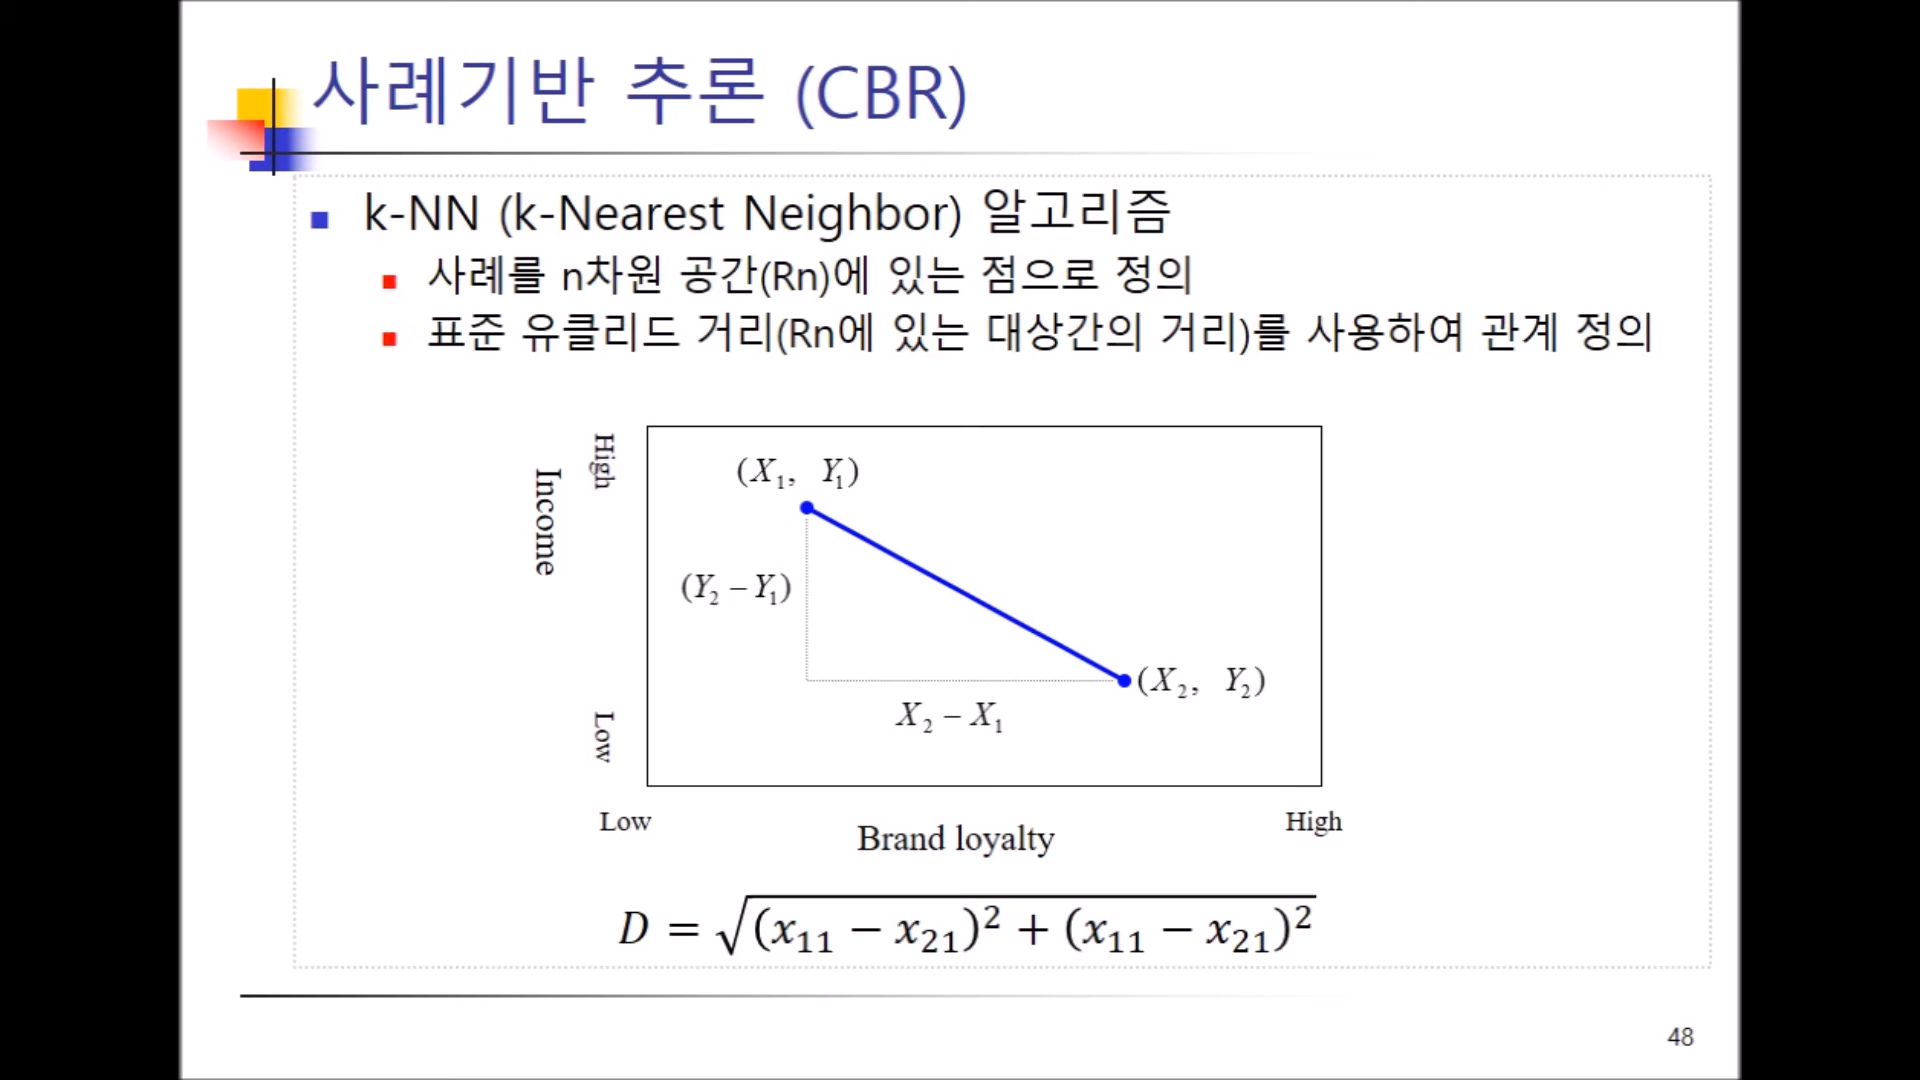 사례기반 추론 (CBR)
k-NN (k-Nearest Neighbor) 알고리즘
사례를 n차원 공간(Rn)에 있는 점으로 정의
표준 유클리드 거리(Rn에 있는 대상간의 거리)를 사용하여 관계 정의
High
Income
Low
(X₁, Y₁)
(Y₂ – Y₁)
(X₂, Y₂)
X₂ – X₁
Low
Brand loyalty
High
D = √(x₁₁ − x₂₁)² + (x₁₁ − x₂₁)²
48